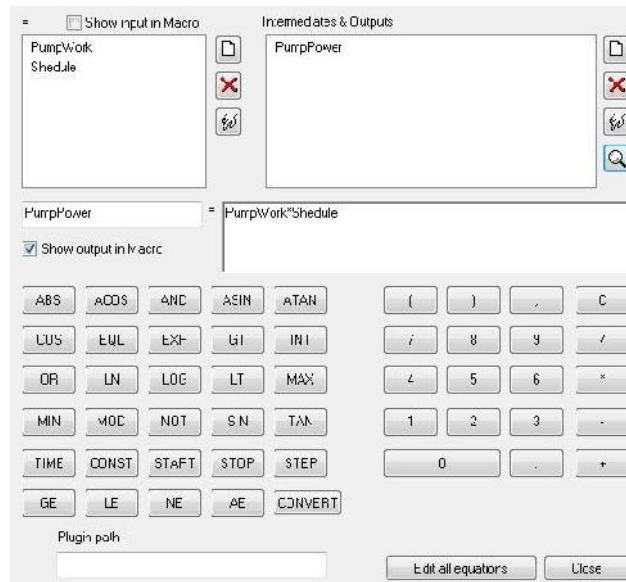 = Show input in Macro
Intermediates & Outputs
PumpWork
Shedule
PumpPower
PumpPower = PumpWork*Shedule
Show output in Macro
ABS ACOS AND ASIN ATAN ( ) , C
COS EQL EXP GT INT 7 8 9 /
OR LN LOG LT MAX 4 5 6 *
MIN MOD NOT SIN TAN 1 2 3 -
TIME CONST START STOP STEP 0 . +
GE LE NE AE CONVERT
Plugin path
Edit all equations Close